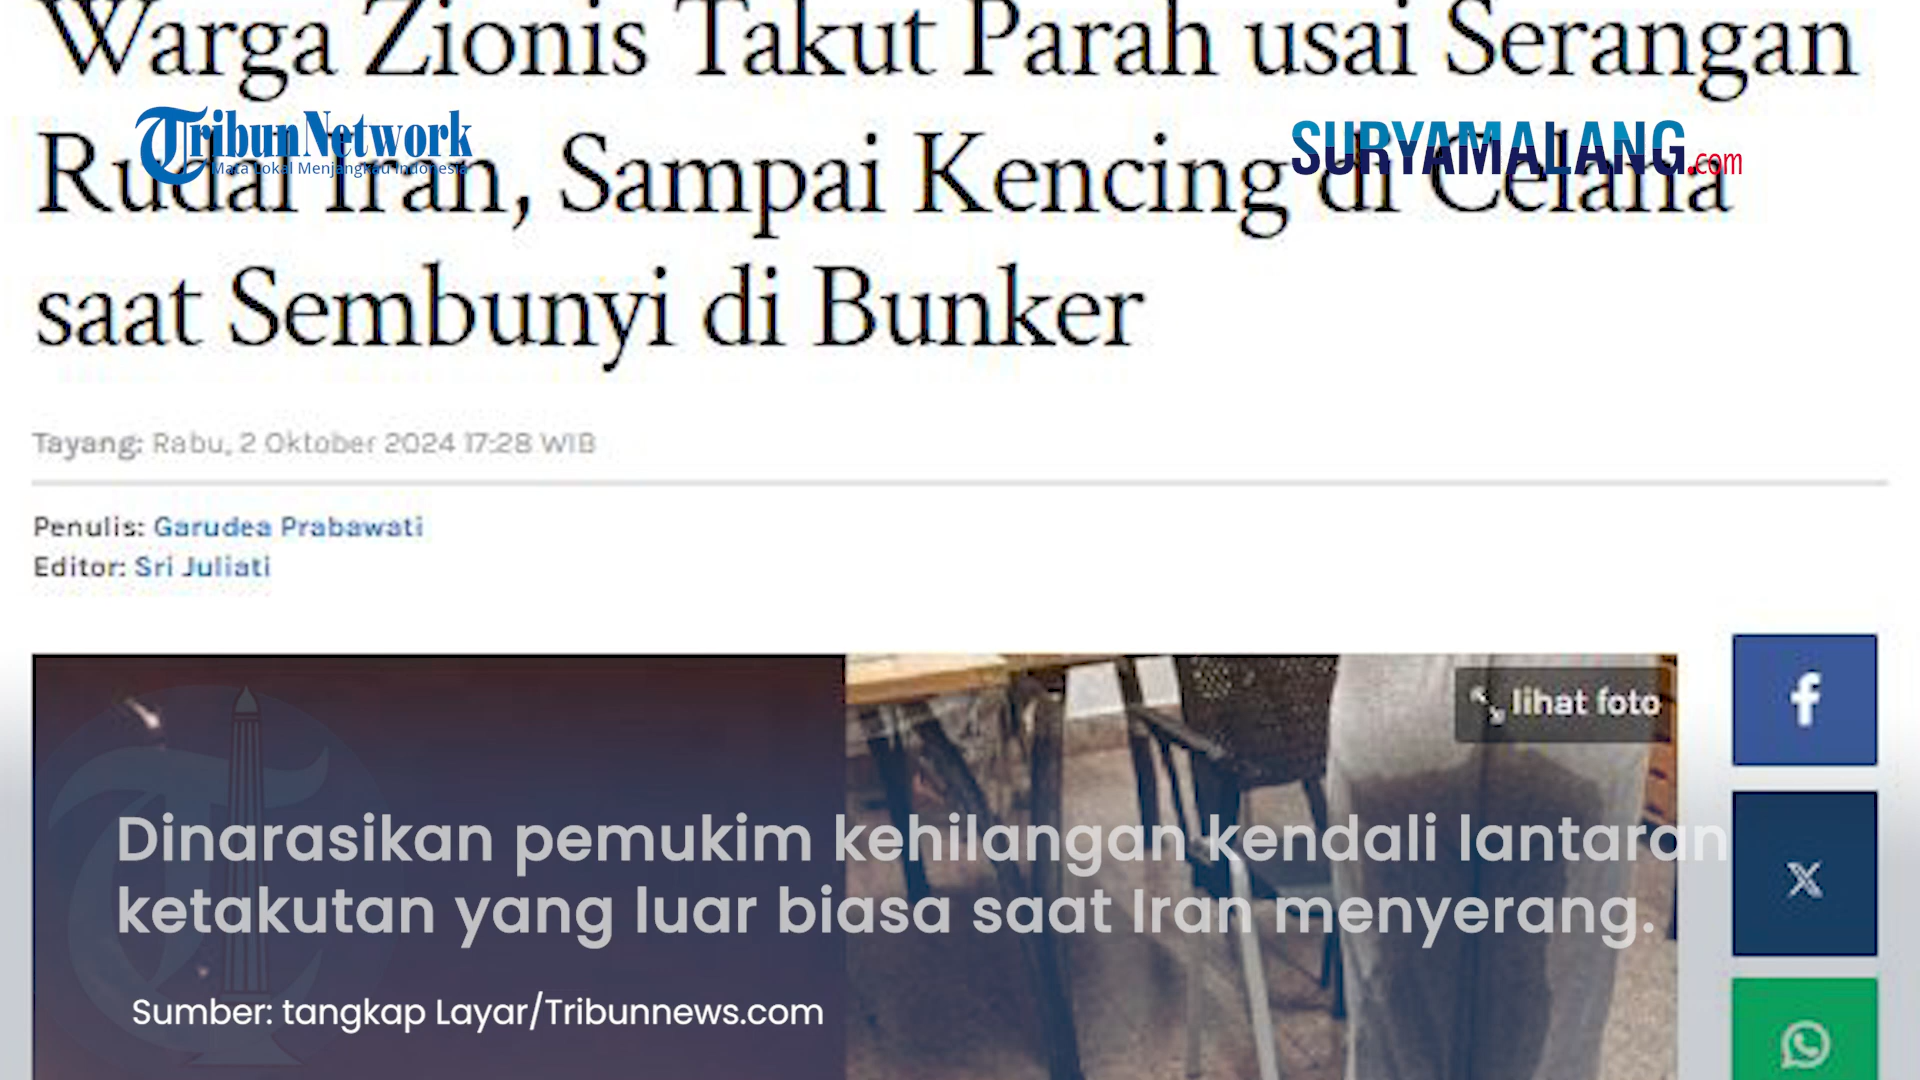 Warga Zionis Takut Parah usai Serangan
Tribun Network
Mata Lokal Menjangkau Indonesia
SURYAMALANG.com
Rudal Iran, Sampai Kencing di Celana
saat Sembunyi di Bunker
Tayang: Rabu, 2 Oktober 2024 17:28 WIB
Penulis: Garudea Prabawati
Editor: Sri Juliati
lihat foto
Dinarasikan pemukim kehilangan kendali lantaran
ketakutan yang luar biasa saat Iran menyerang.
Sumber: tangkap Layar/Tribunnews.com